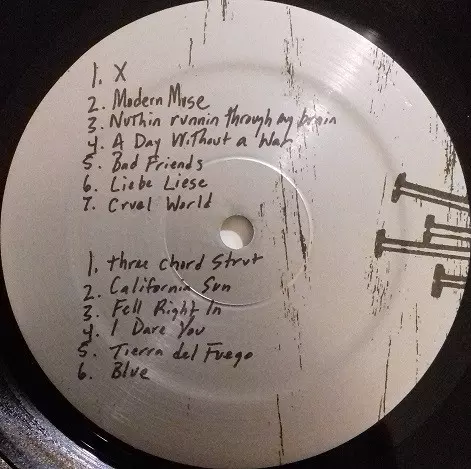 1. X
2. Modern Muse
3. Nuthin runnin through my brain
4. A Day Without a War
5. Bad Friends
6. Liebe Liese
7. Cruel World
1. three chord strut
2. California Sun
3. Fell Right In
4. I Dare You
5. Tierra del Fuego
6. Blue